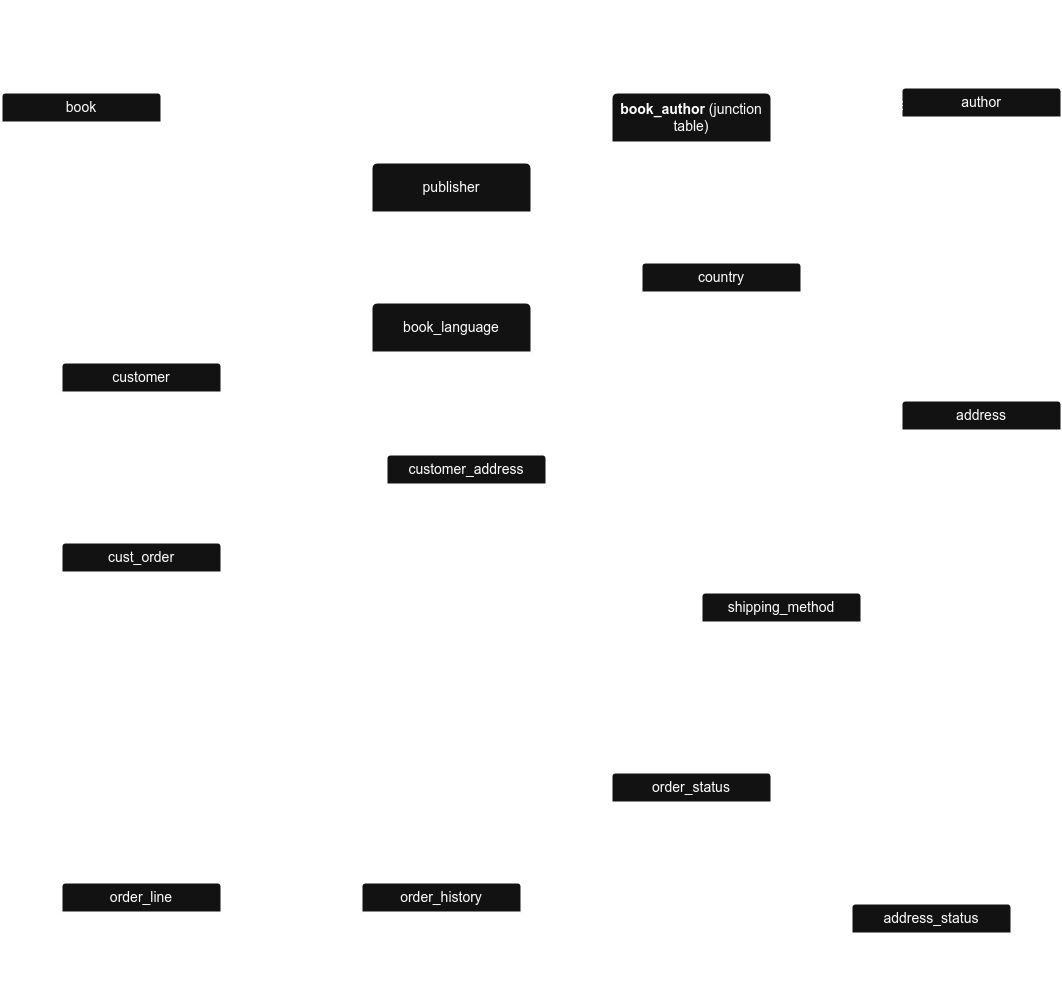 book
book_author (junction
table)
author
publisher
country
book_language
customer
address
customer_address
cust_order
shipping_method
order_status
order_line
order_history
address_status